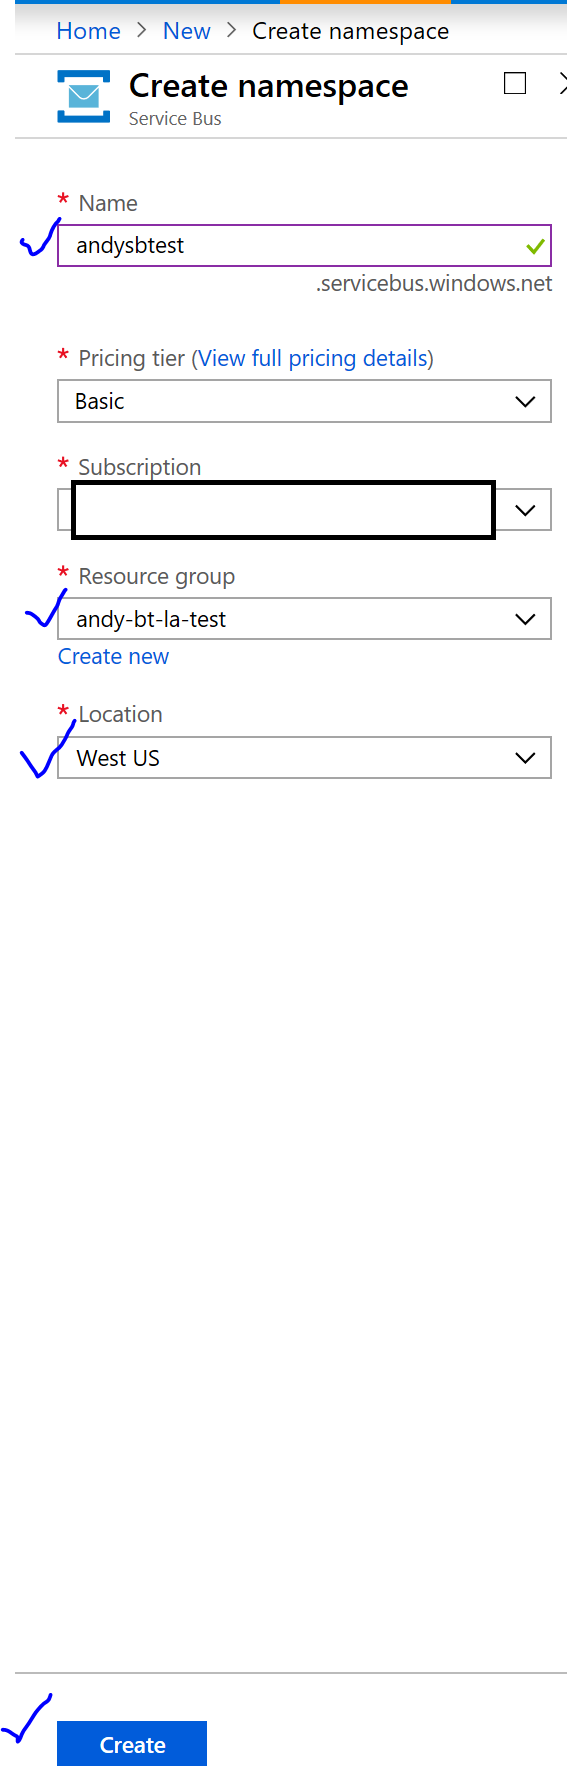 Home > New > Create namespace
Create namespace
Service Bus
* Name
andysbtest
.servicebus.windows.net
* Pricing tier (View full pricing details)
Basic
* Subscription
* Resource group
andy-bt-la-test
Create new
* Location
West US
Create